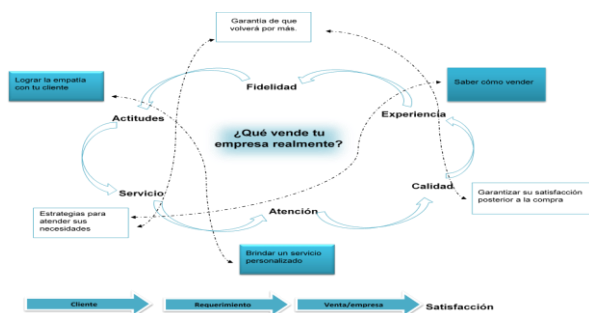 Garantía de que
volverá por más.
Lograr la empatía
con tu cliente
Saber cómo vender
Fidelidad
Actitudes
Experiencia
¿Qué vende tu
empresa realmente?
Servicio
Calidad
Atención
Estrategias para
atender sus
necesidades
Garantizar su satisfacción
posterior a la compra
Brindar un servicio
personalizado
Cliente
Requerimiento
Venta/empresa
Satisfacción